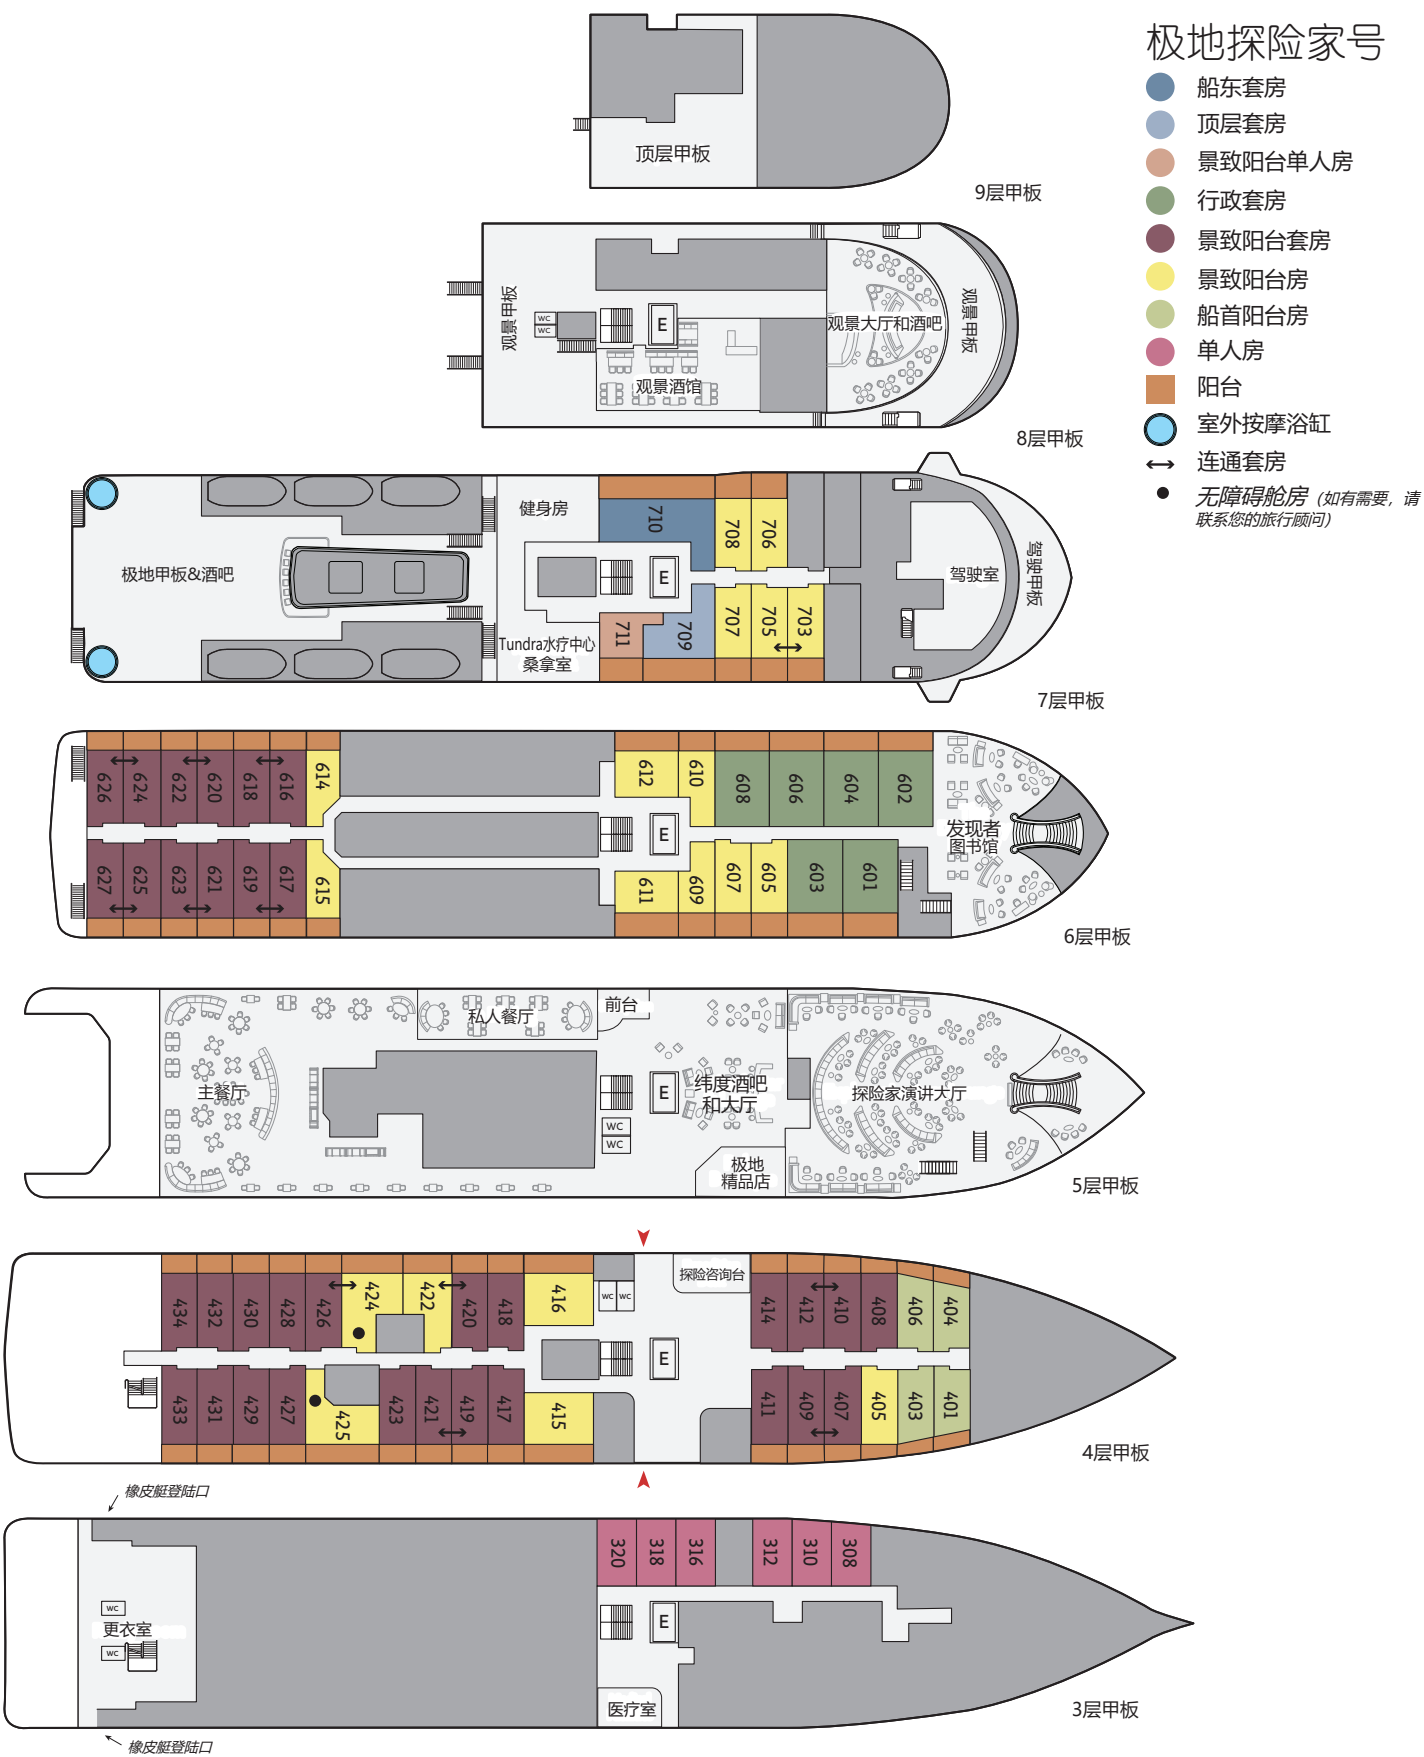 极地探险家号
船东套房
顶层套房
景致阳台单人房
行政套房
景致阳台套房
景致阳台房
船首阳台房
单人房
阳台
室外按摩浴缸
连通套房
无障碍舱房 (如有需要，请
联系您的旅行顾问)
顶层甲板
9层甲板
观景甲板
WC
WC
E
观景酒馆
观景大厅和酒吧
观景甲板
8层甲板
极地甲板&酒吧
健身房
E
Tundra水疗中心
桑拿室
710
708
706
711
709
707
705
703
驾驶室
驾驶甲板
7层甲板
626
624
622
620
618
616
614
612
610
608
606
604
602
E
发现者
图书馆
627
625
623
621
619
617
615
611
609
607
605
603
601
6层甲板
私人餐厅
前台
主餐厅
E
WC
WC
纬度酒吧
和大厅
极地
精品店
探险家演讲大厅
5层甲板
434
432
430
428
426
424
422
420
418
416
WC
WC
探险咨询台
414
412
410
408
406
404
E
433
431
429
427
425
423
421
419
417
415
411
409
407
405
403
401
4层甲板
橡皮艇登陆口
320
318
316
312
310
308
WC
更衣室
WC
E
医疗室
3层甲板
橡皮艇登陆口